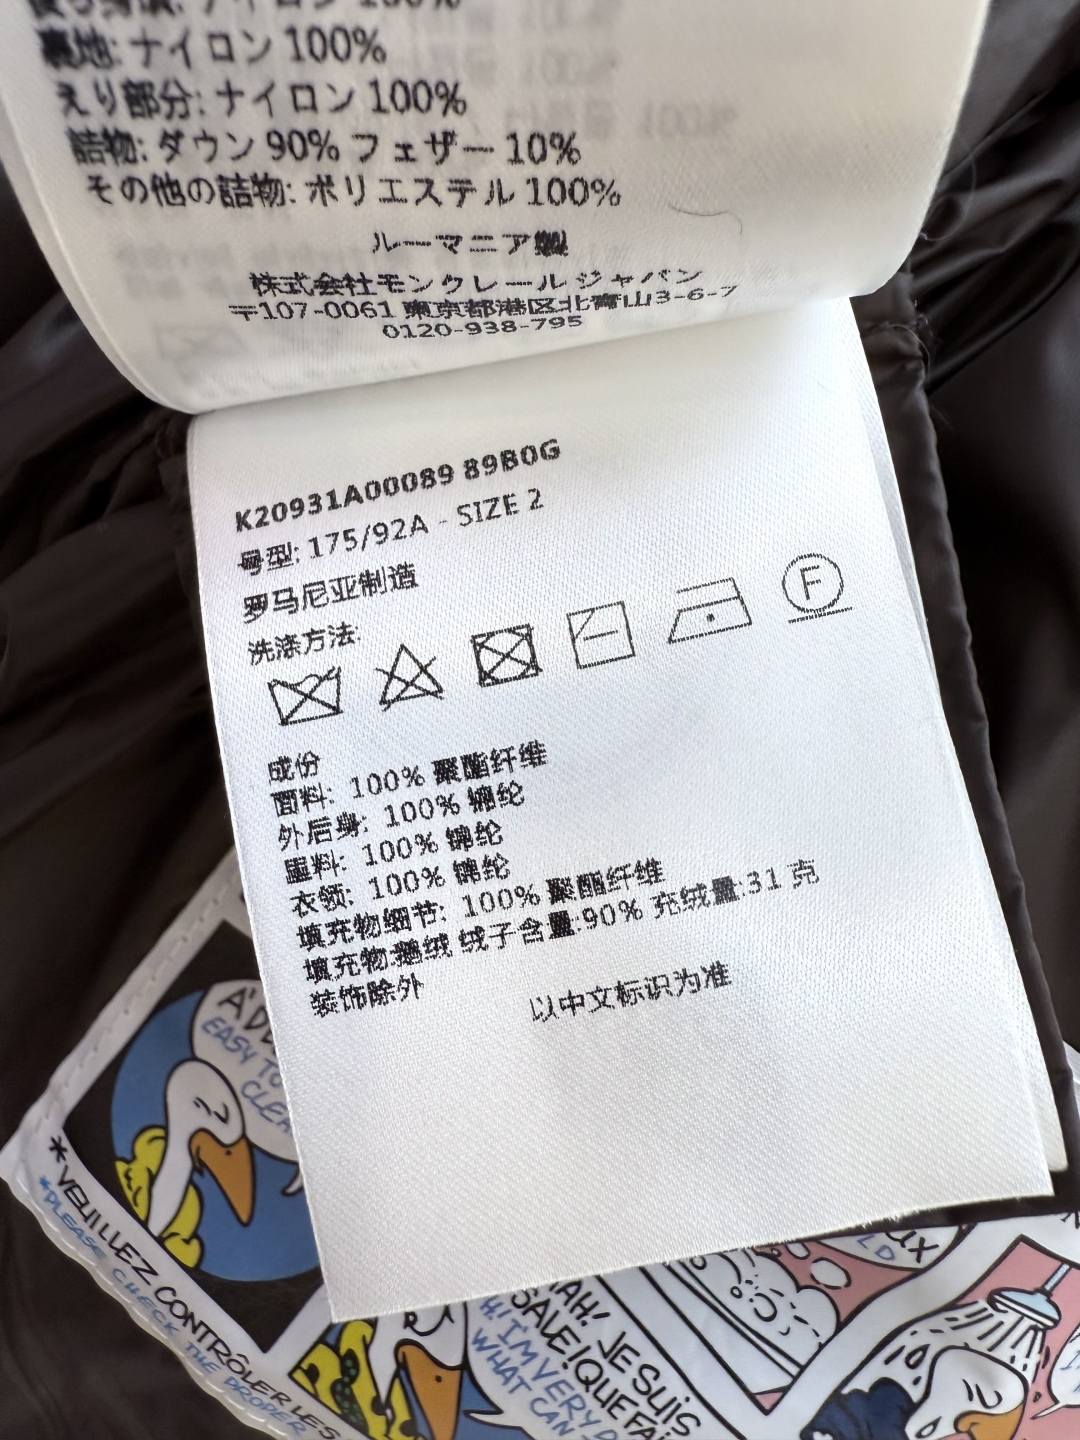 裏地: ナイロン 100%
えり部分: ナイロン 100%
詰物: ダウン 90% フェザー 10%
その他の詰物: ポリエステル 100%
ルーマニア製
株式会社モンクレール ジャパン
〒107-0061 東京都港区北青山3-6-7
0120-938-795
K20931A00089 89B0G
号型: 175/92A - SIZE 2
罗马尼亚制造
洗涤方法:
F
成份
面料: 100% 聚酯纤维
外后身: 100% 锦纶
里料: 100% 锦纶
衣领: 100% 锦纶
填充物细节: 100% 聚酯纤维
填充物:鹅绒 绒子含量:90% 充绒量:31 克
装饰除外
以中文标识为准
EASY TO
*VEUILLEZ CONTRÔLER LES
*PLEASE CHECK THE PROPER
AH! JE SUIS
SALE! QUE FAI
H! I'M VERY D
WHAT CAN